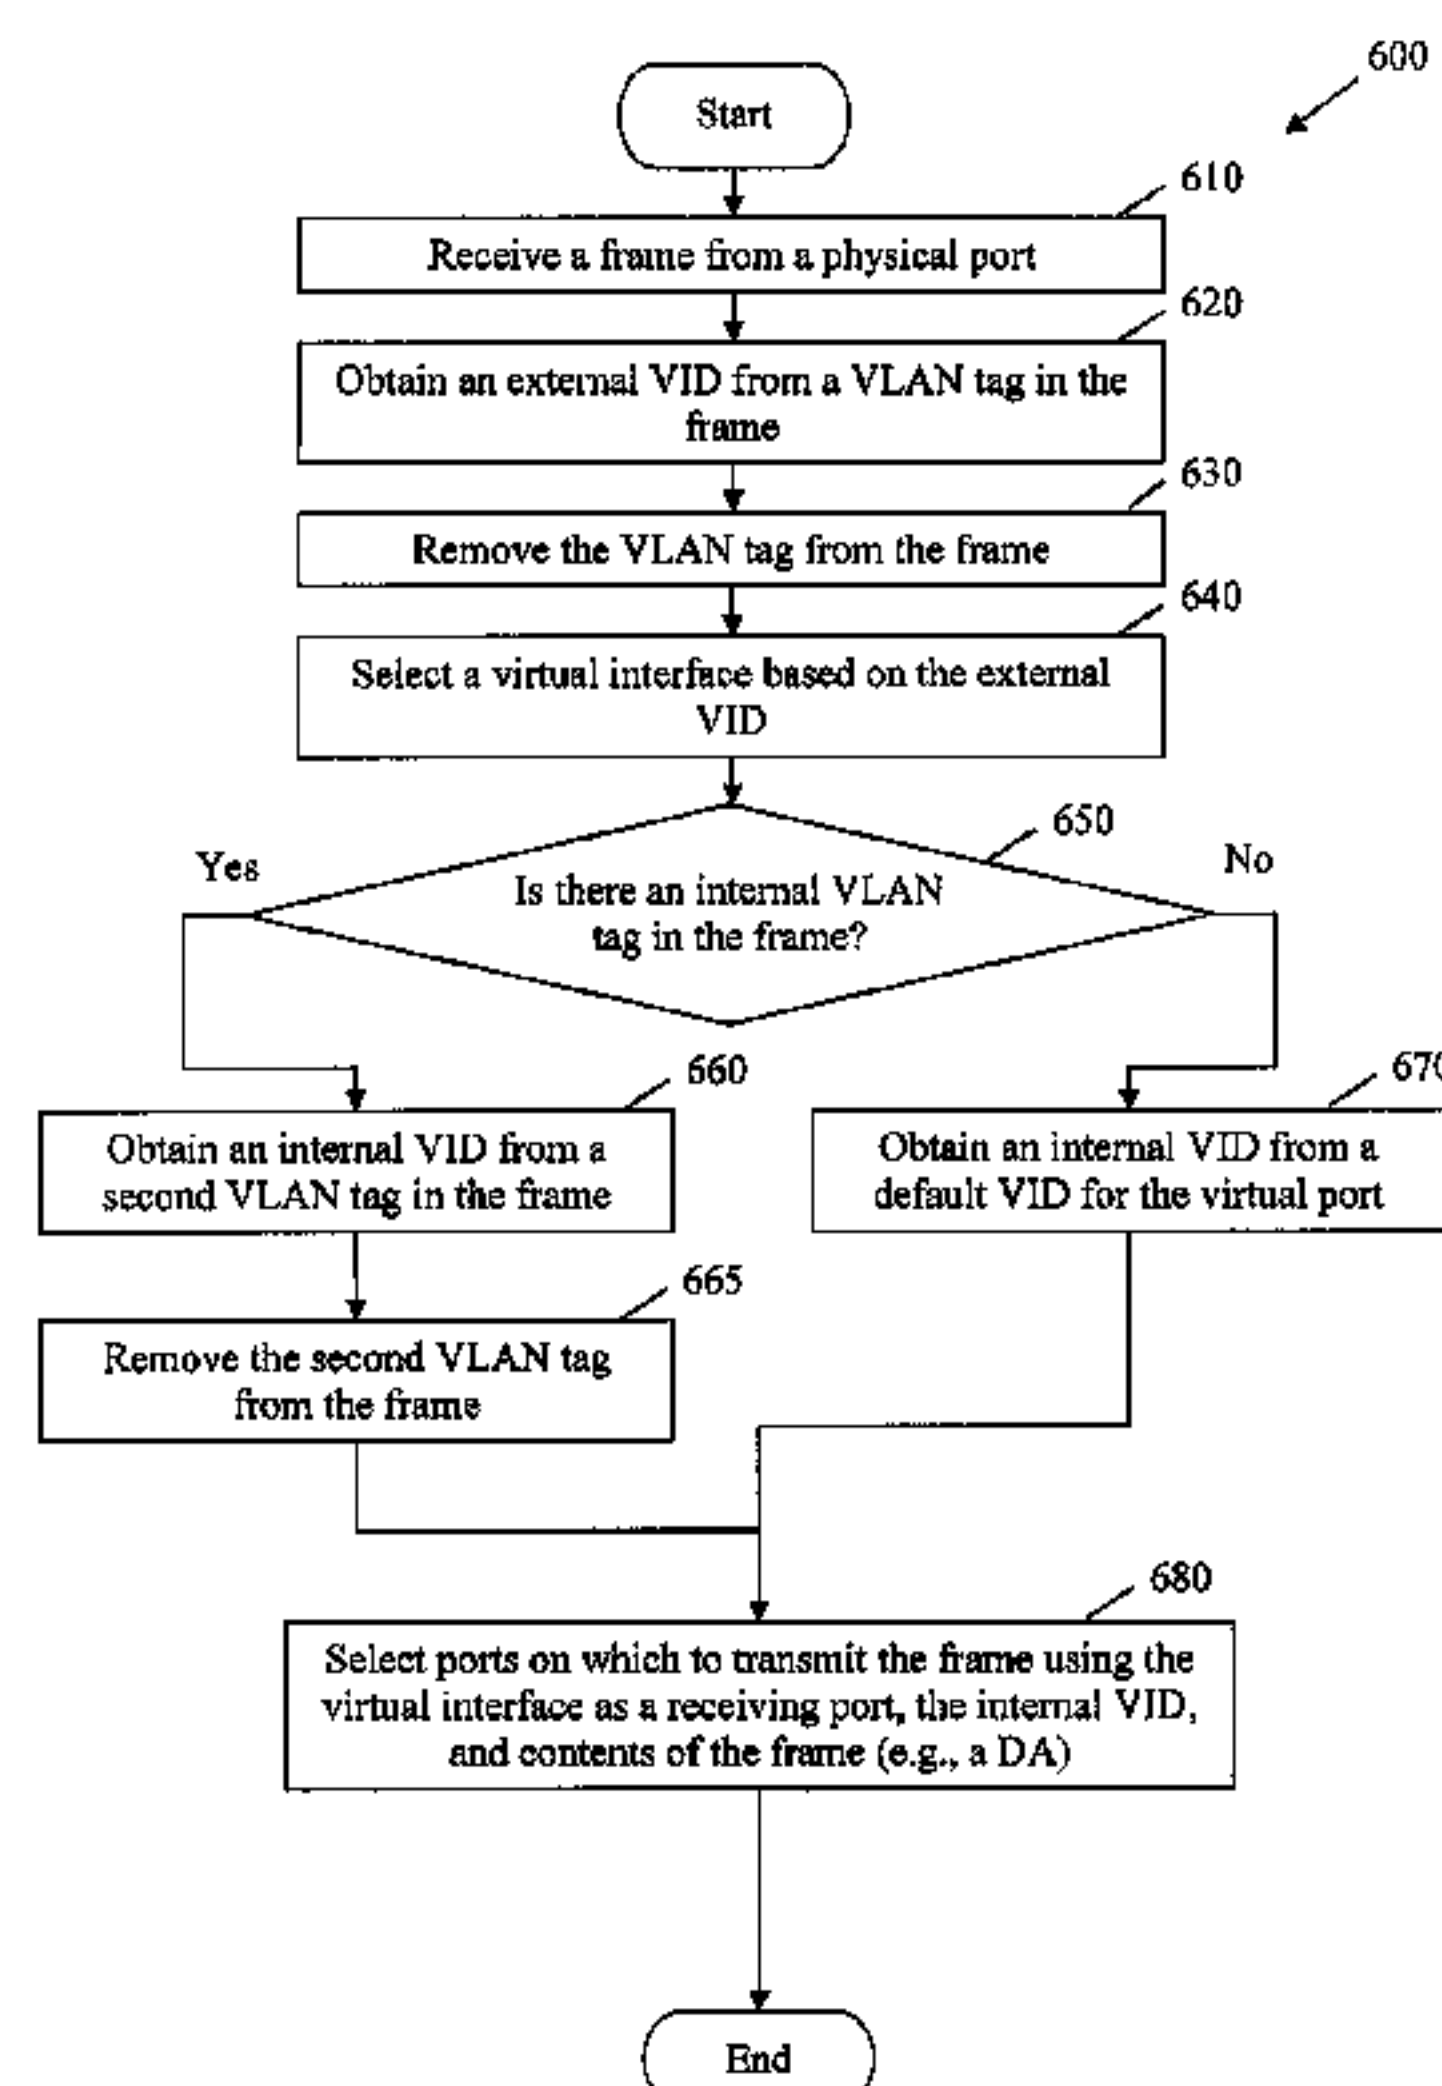 600
Start
610
Receive a frame from a physical port
620
Obtain an external VID from a VLAN tag in the
frame
630
Remove the VLAN tag from the frame
640
Select a virtual interface based on the external
VID
650
Yes
No
Is there an internal VLAN
tag in the frame?
660
670
Obtain an internal VID from a
second VLAN tag in the frame
Obtain an internal VID from a
default VID for the virtual port
665
Remove the second VLAN tag
from the frame
680
Select ports on which to transmit the frame using the
virtual interface as a receiving port, the internal VID,
and contents of the frame (e.g., a DA)
End